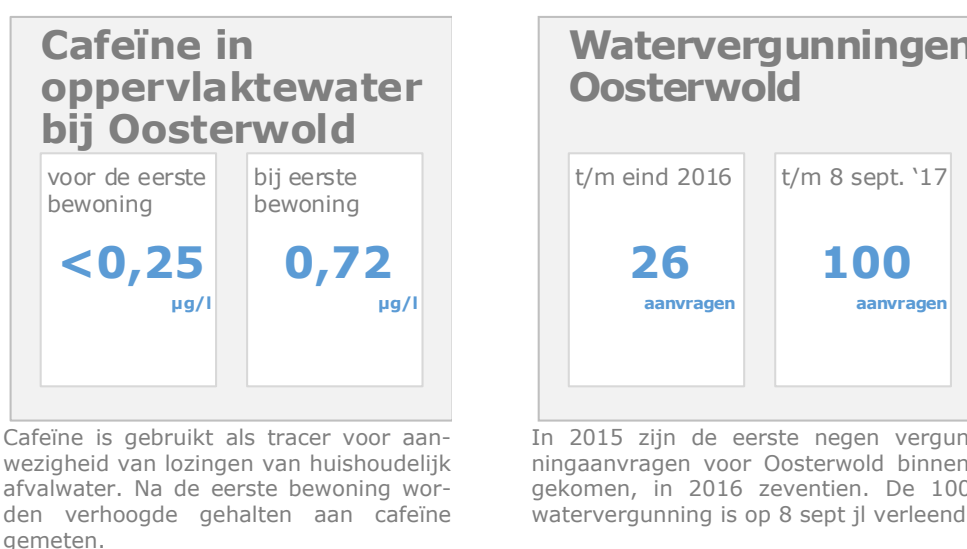 Cafeïne in
oppervlaktewater
bij Oosterwold
voor de eerste
bewoning
<0,25
µg/l
bij eerste
bewoning
0,72
µg/l
Cafeïne is gebruikt als tracer voor aan-
wezigheid van lozingen van huishoudelijk
afvalwater. Na de eerste bewoning wor-
den verhoogde gehalten aan cafeïne
gemeten.
Watervergunningen
Oosterwold
t/m eind 2016
26
aanvragen
t/m 8 sept. ‘17
100
aanvragen
In 2015 zijn de eerste negen vergun
ningaanvragen voor Oosterwold binnen
gekomen, in 2016 zeventien. De 100
watervergunning is op 8 sept jl verleend